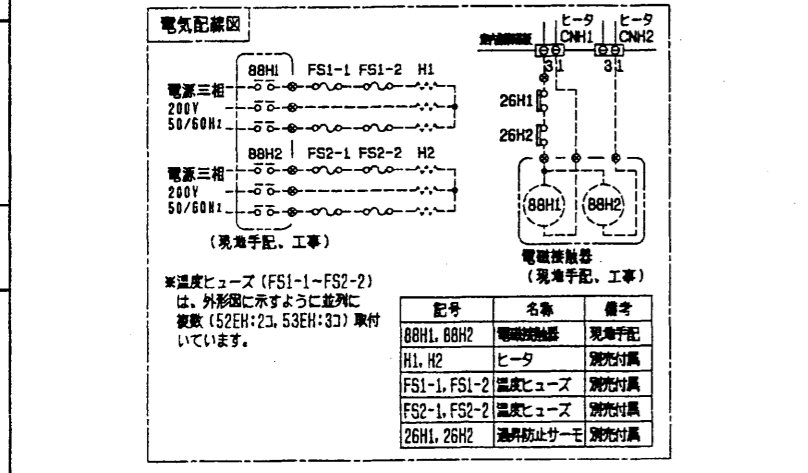 電気配線図
ヒータ ヒータ
CNH1 CNH2
3 1 3 1
88H1 FS1-1 FS1-2 H1
電源三相
200V
50/60Hz
26H1
26H2
88H2 FS2-1 FS2-2 H2
電源三相
200V
50/60Hz
(現地手配、工事)
88H1 88H2
電磁接触器
(現地手配、工事)
※温度ヒューズ(FS1-1~FS2-2)
は、外形図に示すように並列に
複数(52EH:2コ,53EH:3コ)取付
いています。
記号 名称 備考
88H1, 88H2 電磁接触器 現地手配
H1, H2 ヒータ 別売付属
FS1-1, FS1-2 温度ヒューズ 別売付属
FS2-1, FS2-2 温度ヒューズ 別売付属
26H1, 26H2 過昇防止サーモ 別売付属